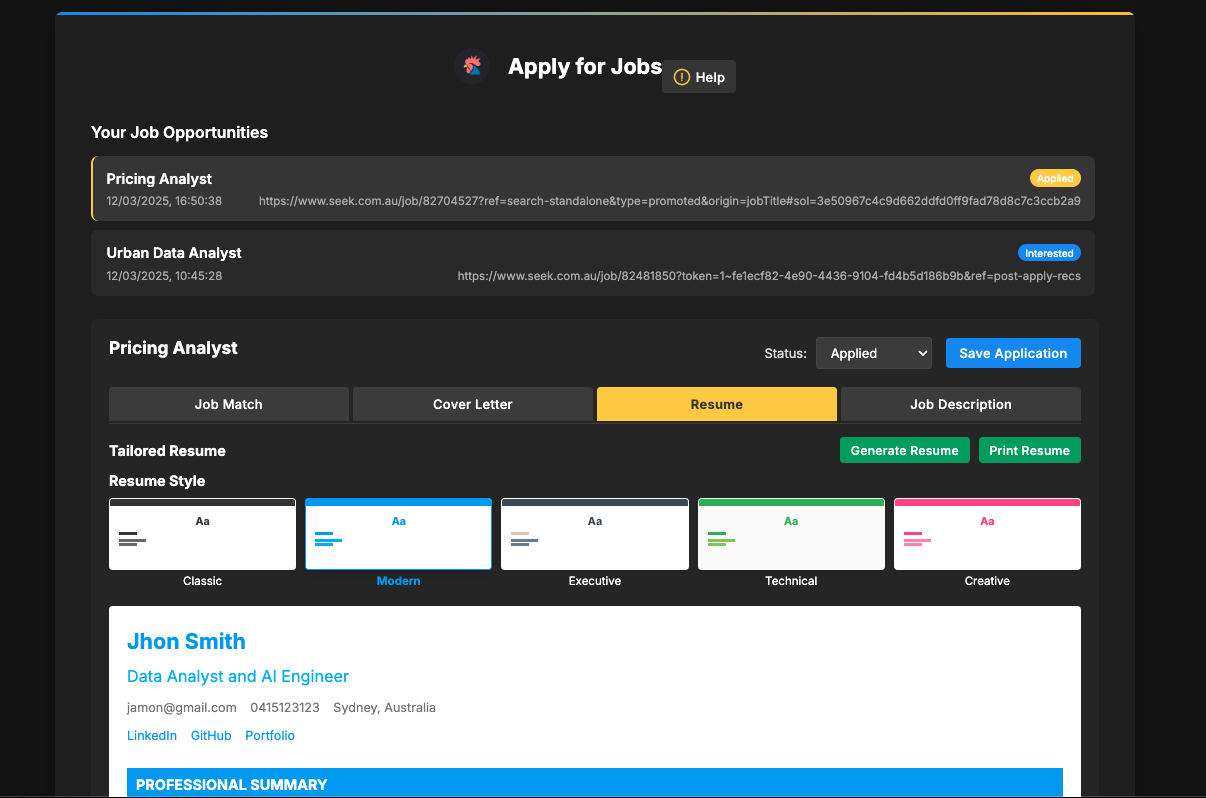 Apply for Jobs
Help
Your Job Opportunities
Pricing Analyst
Applied
12/03/2025, 16:50:38
https://www.seek.com.au/job/82704527?ref=search-standalone&type=promoted&origin=jobTitle#sol=3e50967c4c9d662ddfd0ff9fad78d8c7c3ccb2a9
Urban Data Analyst
Interested
12/03/2025, 10:45:28
https://www.seek.com.au/job/82481850?token=1~fe1ecf82-4e90-4436-9104-fd4b5d186b9b&ref=post-apply-recs
Pricing Analyst
Status:
Applied
Save Application
Job Match
Cover Letter
Resume
Job Description
Tailored Resume
Generate Resume
Print Resume
Resume Style
Aa
Aa
Aa
Aa
Aa
Classic
Modern
Executive
Technical
Creative
Jhon Smith
Data Analyst and AI Engineer
jamon@gmail.com 0415123123 Sydney, Australia
LinkedIn GitHub Portfolio
PROFESSIONAL SUMMARY